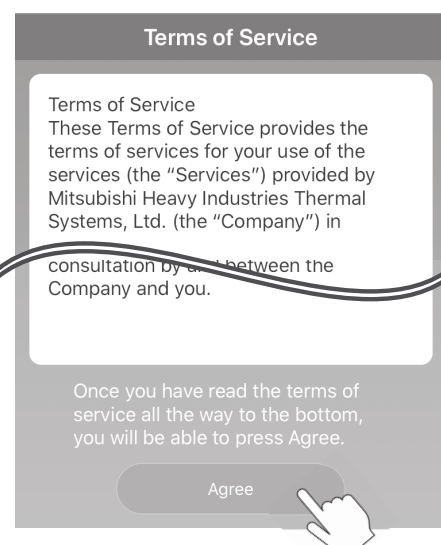 Terms of Service
Terms of Service
These Terms of Service provides the
terms of services for your use of the
services (the “Services”) provided by
Mitsubishi Heavy Industries Thermal
Systems, Ltd. (the “Company”) in
consultation by and between the
Company and you.
Once you have read the terms of
service all the way to the bottom,
you will be able to press Agree.
Agree